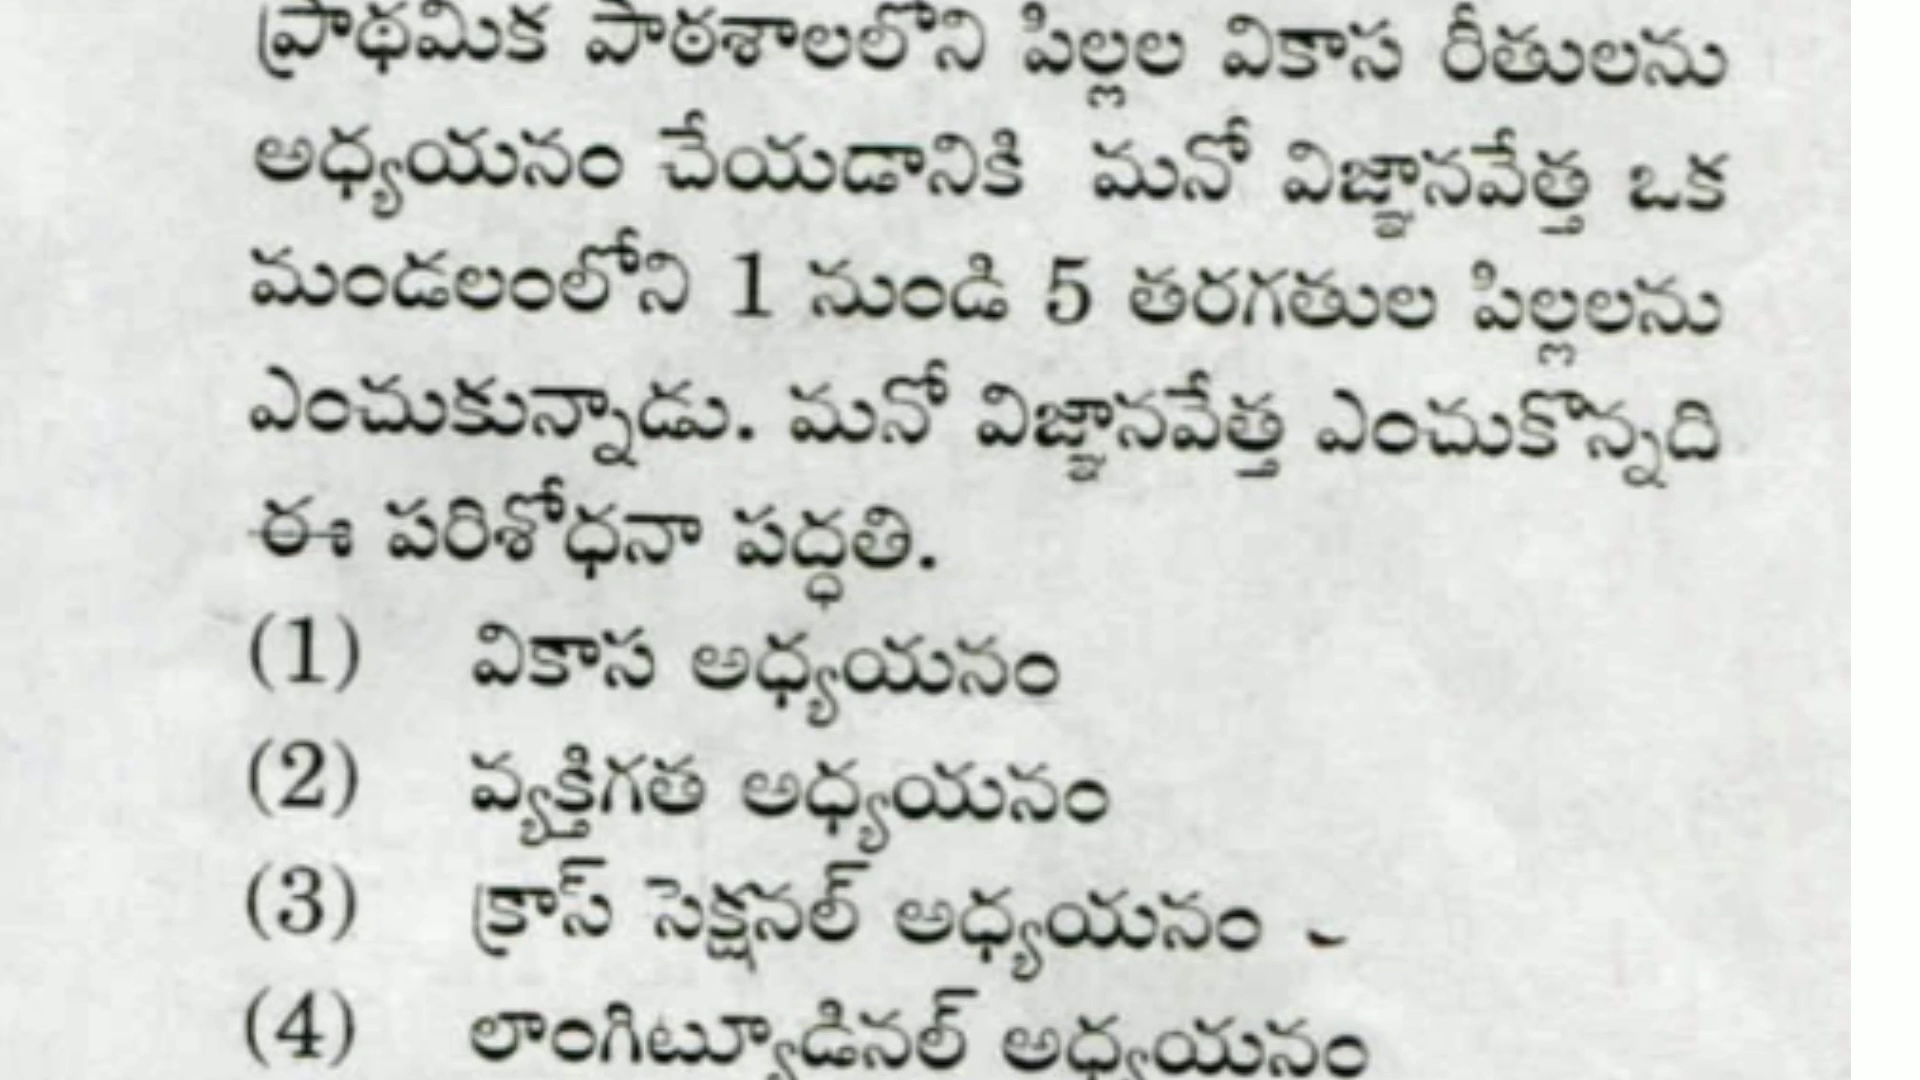 ప్రాథమిక పాఠశాలలోని పిల్లల వికాస రీతులను
అధ్యయనం చేయడానికి మనో విజ్ఞానవేత్త ఒక
మండలంలోని 1 నుండి 5 తరగతుల పిల్లలను
ఎంచుకున్నాడు. మనో విజ్ఞానవేత్త ఎంచుకొన్నది
ఈ పరిశోధనా పద్ధతి.
(1) వికాస అధ్యయనం
(2) వ్యక్తిగత అధ్యయనం
(3) క్రాస్ సెక్షనల్ అధ్యయనం
(4) లాంగిట్యూడినల్ అధ్యయనం